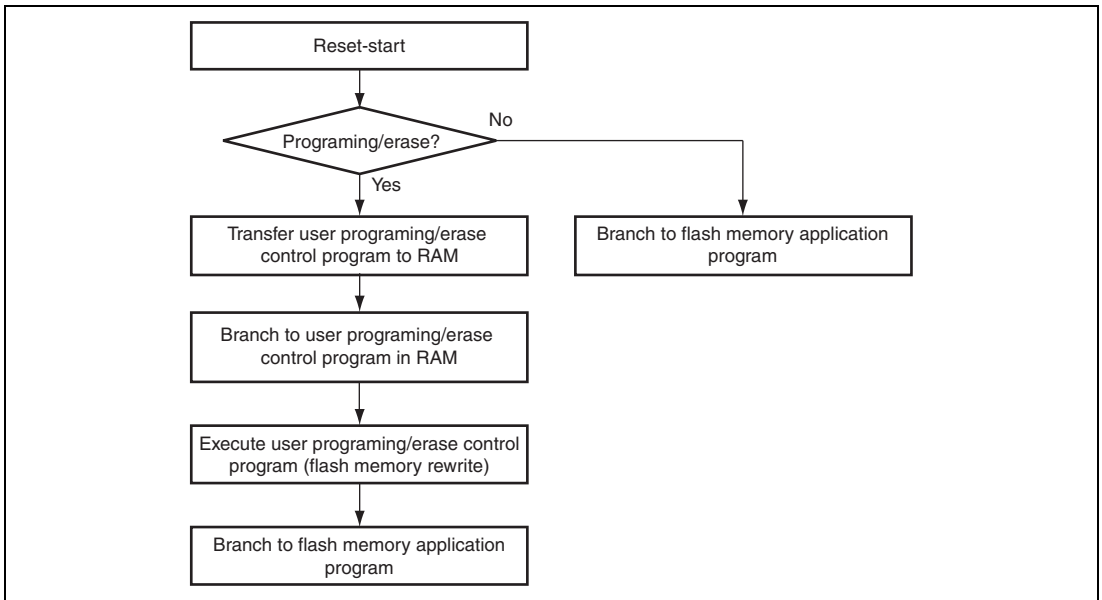 Reset-start
Programing/erase?
No
Yes
Transfer user programing/erase
control program to RAM
Branch to flash memory application
program
Branch to user programing/erase
control program in RAM
Execute user programing/erase control
program (flash memory rewrite)
Branch to flash memory application
program